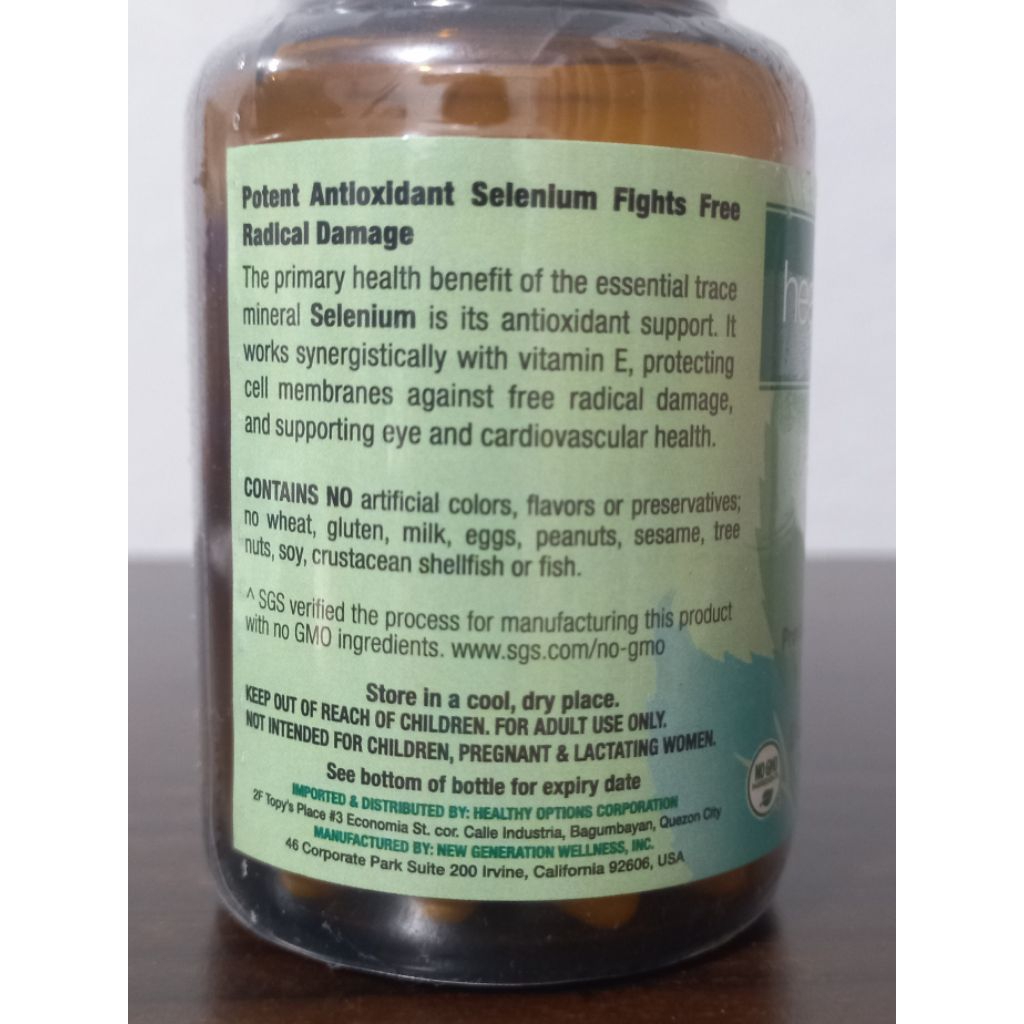 Potent Antioxidant Selenium Fights Free
Radical Damage
The primary health benefit of the essential trace
mineral Selenium is its antioxidant support. It
works synergistically with vitamin E, protecting
cell membranes against free radical damage,
and supporting eye and cardiovascular health.
CONTAINS NO artificial colors, flavors or preservatives;
no wheat, gluten, milk, eggs, peanuts, sesame, tree
nuts, soy, crustacean shellfish or fish.
^ SGS verified the process for manufacturing this product
with no GMO ingredients. www.sgs.com/no-gmo
Store in a cool, dry place.
KEEP OUT OF REACH OF CHILDREN. FOR ADULT USE ONLY.
NOT INTENDED FOR CHILDREN, PREGNANT & LACTATING WOMEN.
See bottom of bottle for expiry date
IMPORTED & DISTRIBUTED BY: HEALTHY OPTIONS CORPORATION
2F Topy's Place #3 Economia St. cor. Calle Industria, Bagumbayan, Quezon City
MANUFACTURED BY: NEW GENERATION WELLNESS, INC.
46 Corporate Park Suite 200 Irvine, California 92606, USA
NO GMO